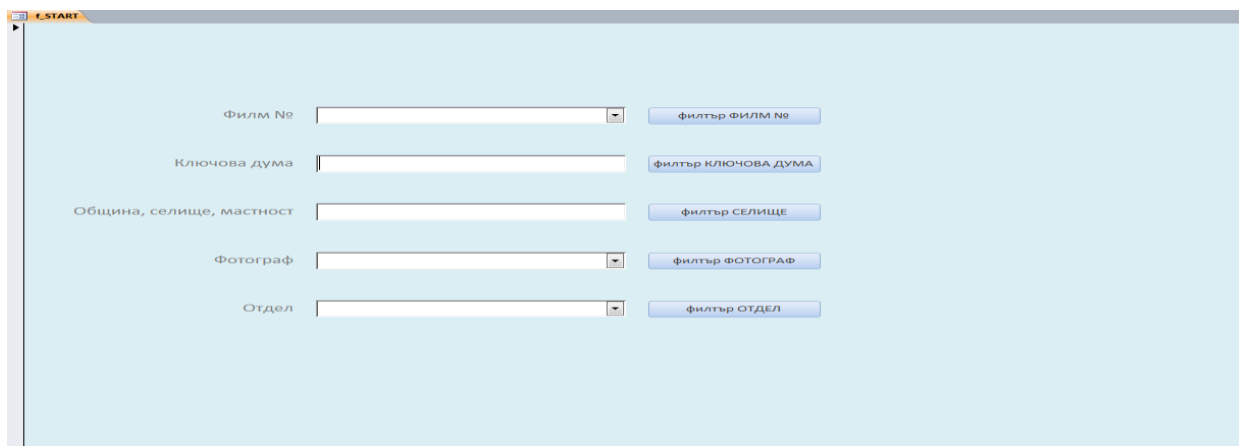 f_START
Филм № филтър ФИЛМ №
Ключова дума филтър КЛЮЧОВА ДУМА
Община, селище, мастност филтър СЕЛИЩЕ
Фотограф филтър ФОТОГРАФ
Отдел филтър ОТДЕЛ